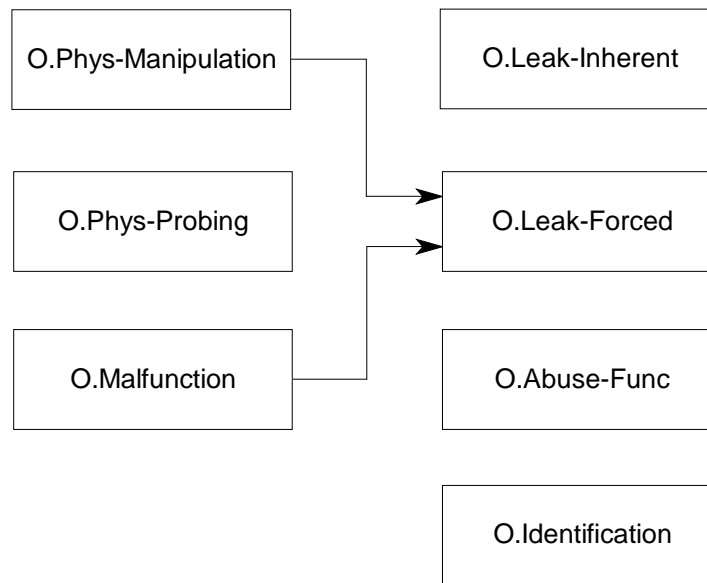 O.Phys-Manipulation
O.Leak-Inherent
O.Phys-Probing
O.Leak-Forced
O.Malfunction
O.Abuse-Func
O.Identification